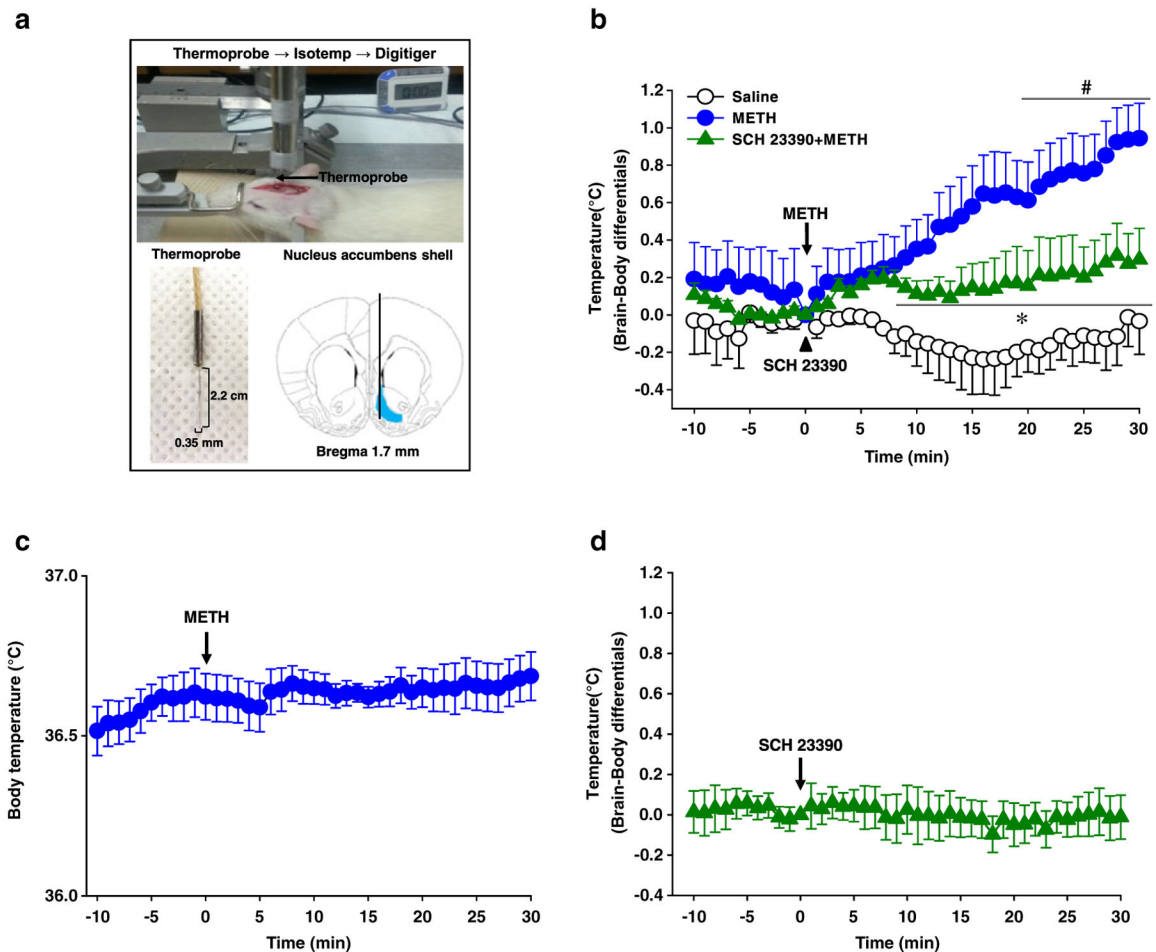 a
Thermoprobe → Isotemp → Digitiger
Thermoprobe
Thermoprobe
Nucleus accumbens shell
2.2 cm
0.35 mm
Bregma 1.7 mm
b
Saline
METH
SCH 23390+METH
#
METH
*
SCH 23390
1.2
1.0
0.8
0.6
0.4
0.2
0.0
-0.2
-0.4
Temperature(°C)
(Brain-Body differentials)
-10 -5 0 5 10 15 20 25 30
Time (min)
c
37.0
36.5
36.0
METH
Body temperature (°C)
-10 -5 0 5 10 15 20 25 30
Time (min)
d
1.2
1.0
0.8
0.6
0.4
0.2
0.0
-0.2
-0.4
SCH 23390
Temperature(°C)
(Brain-Body differentials)
-10 -5 0 5 10 15 20 25 30
Time (min)